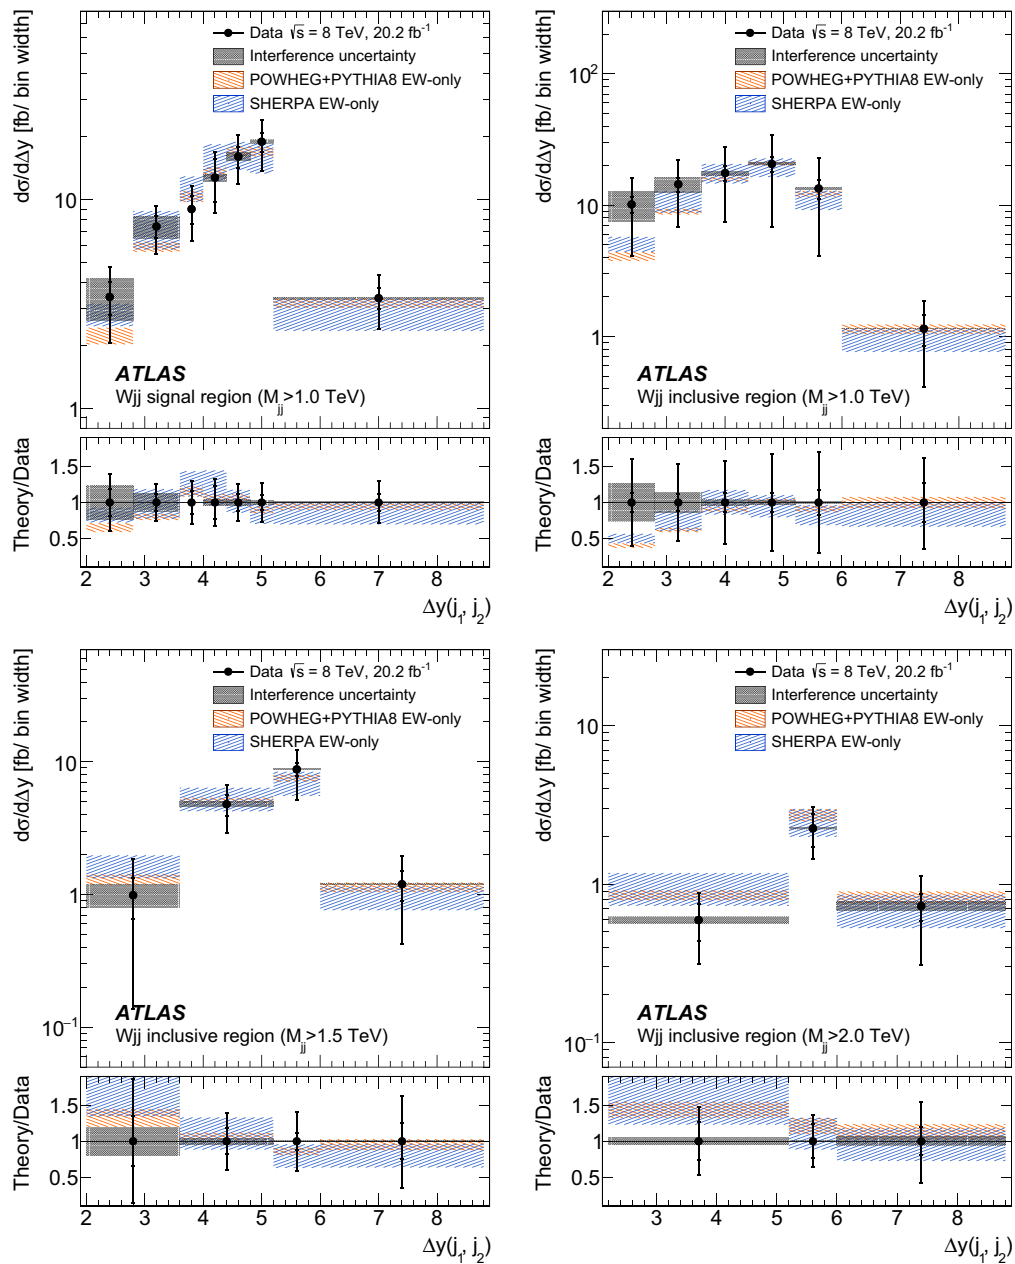 dσ/dΔy [fb/ bin width]
Data √s = 8 TeV, 20.2 fb⁻¹
Interference uncertainty
POWHEG+PYTHIA8 EW-only
SHERPA EW-only
10
1
ATLAS
Wjj signal region (M_jj>1.0 TeV)
Theory/Data
1.5
1
0.5
2 3 4 5 6 7 8
Δy(j₁, j₂)
dσ/dΔy [fb/ bin width]
Data √s = 8 TeV, 20.2 fb⁻¹
Interference uncertainty
POWHEG+PYTHIA8 EW-only
SHERPA EW-only
10²
10
1
ATLAS
Wjj inclusive region (M_jj>1.0 TeV)
Theory/Data
1.5
1
0.5
3 4 5 6 7 8
Δy(j₁, j₂)
dσ/dΔy [fb/ bin width]
Data √s = 8 TeV, 20.2 fb⁻¹
Interference uncertainty
POWHEG+PYTHIA8 EW-only
SHERPA EW-only
10
1
10⁻¹
ATLAS
Wjj inclusive region (M_jj>1.5 TeV)
Theory/Data
1.5
1
0.5
2 3 4 5 6 7 8
Δy(j₁, j₂)
dσ/dΔy [fb/ bin width]
Data √s = 8 TeV, 20.2 fb⁻¹
Interference uncertainty
POWHEG+PYTHIA8 EW-only
SHERPA EW-only
10
1
10⁻¹
ATLAS
Wjj inclusive region (M_jj>2.0 TeV)
Theory/Data
1.5
1
0.5
3 4 5 6 7 8
Δy(j₁, j₂)